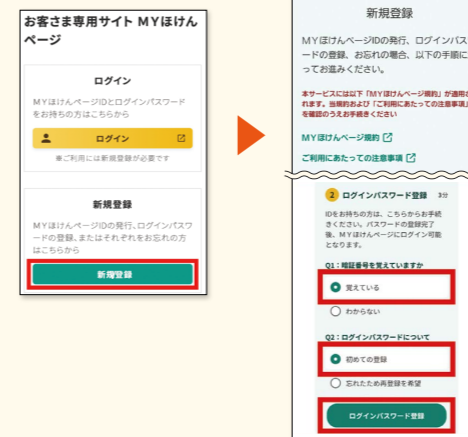 お客さま専用サイト MYほけん
ページ
ログイン
MYほけんページIDとログインパスワード
をお持ちの方はこちらから
ログイン
※ご利用には新規登録が必要です
新規登録
MYほけんページIDの発行、ログインパスワ
ードの登録、またはそれぞれをお忘れの方
はこちらから
新規登録
新規登録
MYほけんページIDの発行、ログインパス
ードの登録、お忘れの場合、以下の手順に
ってお進みください。
本サービスには以下「MYほけんページ規約」が適用さ
れます。当規約および「ご利用にあたっての注意事項」
を確認のうえお手続きください
MYほけんページ規約
ご利用にあたっての注意事項
2 ログインパスワード登録 3分
IDをお持ちの方は、こちらからお手続
きください。パスワードの登録完了
後、MYほけんページにログイン可能
となります。
Q1：暗証番号を覚えていますか
覚えている
わからない
Q2：ログインパスワードについて
初めての登録
忘れたため再登録を希望
ログインパスワード登録